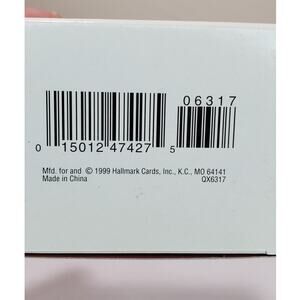 06317
0 15012 47427 5
Mfd. for and © 1999 Hallmark Cards, Inc., K.C., MO 64141
Made in China QX6317